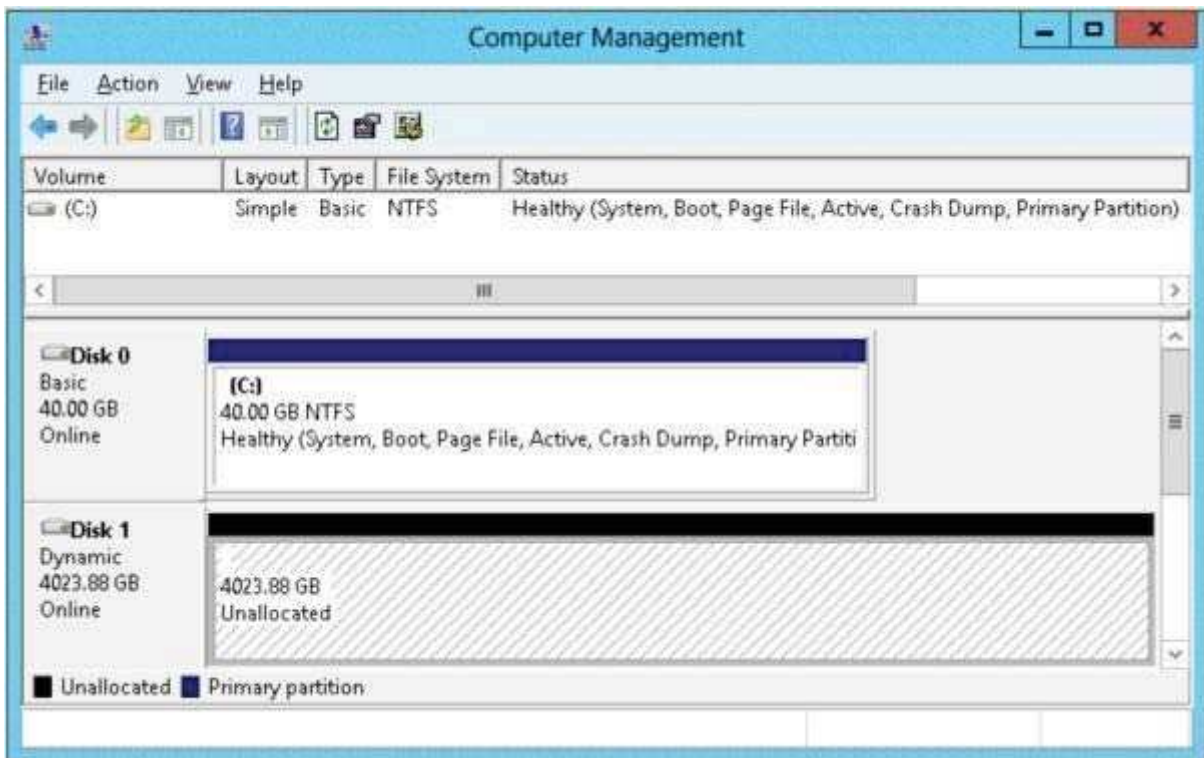 Computer Management
File Action View Help
Volume Layout Type File System Status
(C:) Simple Basic NTFS Healthy (System, Boot, Page File, Active, Crash Dump, Primary Partition)
Disk 0
Basic
40.00 GB
Online
(C:)
40.00 GB NTFS
Healthy (System, Boot, Page File, Active, Crash Dump, Primary Partiti
Disk 1
Dynamic
4023.88 GB
Online
4023.88 GB
Unallocated
Unallocated Primary partition